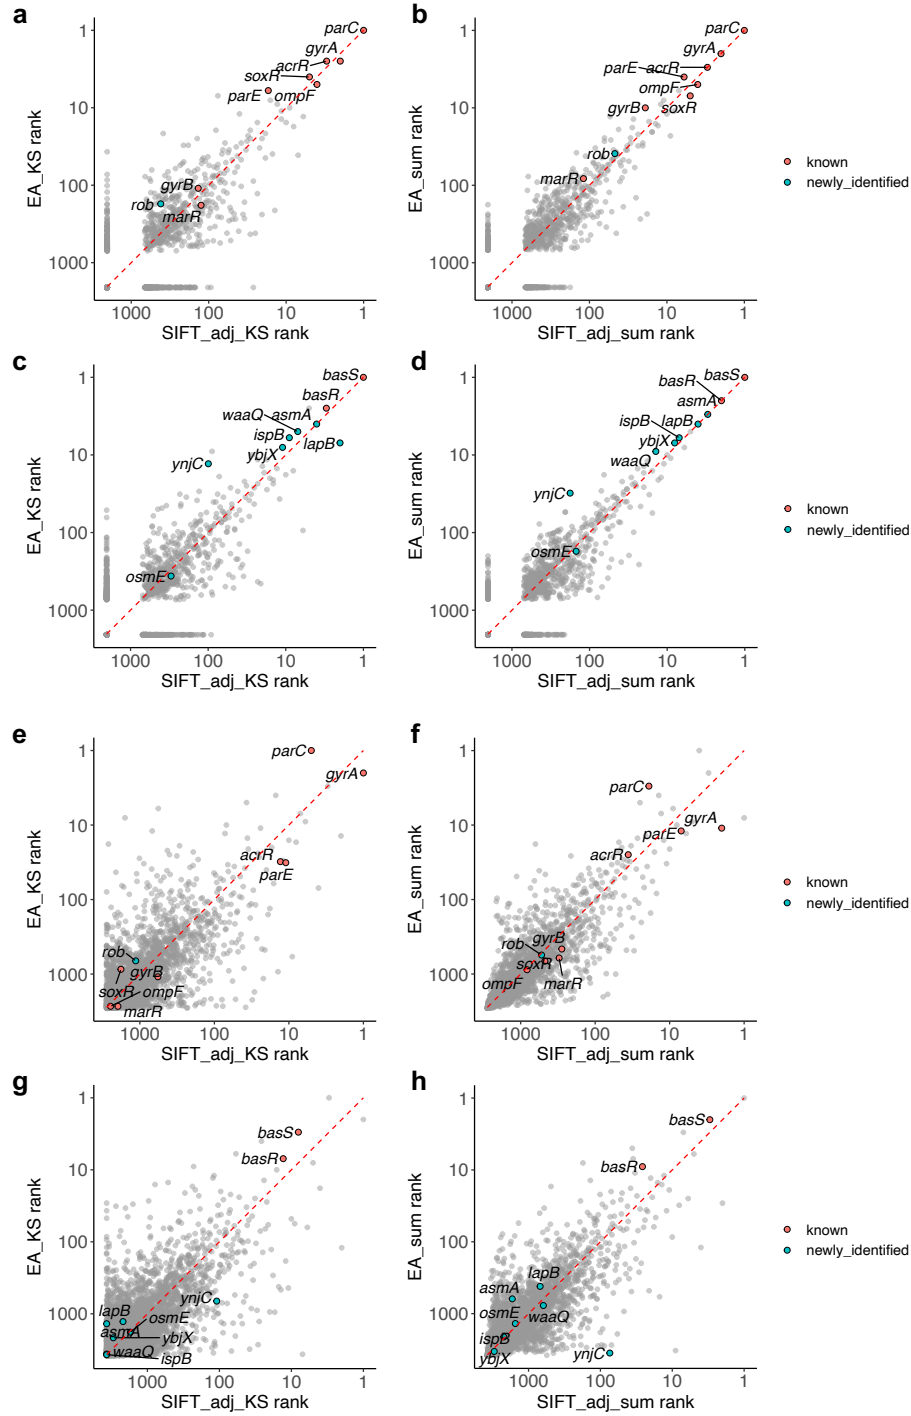 a
EA_KS rank
1
10
100
1000
parC
gyrA
acrR
soxR
parE
ompF
gyrB
rob
marR
1000
100
10
1
SIFT_adj_KS rank
b
EA_sum rank
1
10
100
1000
parC
gyrA
parE
acrR
ompF
gyrB
soxR
rob
marR
1000
100
10
1
SIFT_adj_sum rank
known
newly_identified
c
EA_KS rank
1
10
100
1000
basS
basR
waaQ
asmA
ispB
lapB
ybjX
ynjC
osmE
1000
100
10
1
SIFT_adj_KS rank
d
EA_sum rank
1
10
100
1000
basS
basR
asmA
ispB
lapB
ybjX
waaQ
ynjC
osmE
1000
100
10
1
SIFT_adj_sum rank
known
newly_identified
e
EA_KS rank
1
10
100
1000
parC
gyrA
acrR
parE
rob
gyrB
soxR
ompF
marR
1000
100
10
1
SIFT_adj_KS rank
f
EA_sum rank
1
10
100
1000
parC
gyrA
parE
acrR
gyrB
rob
soxR
ompF
marR
1000
100
10
1
SIFT_adj_sum rank
known
newly_identified
g
EA_KS rank
1
10
100
1000
basS
basR
ynjC
lapB
osmE
asmA
ybjX
waaQ
ispB
1000
100
10
1
SIFT_adj_KS rank
h
EA_sum rank
1
10
100
1000
basS
basR
lapB
asmA
osmE
waaQ
ispB
ybjX
ynjC
1000
100
10
1
SIFT_adj_sum rank
known
newly_identified